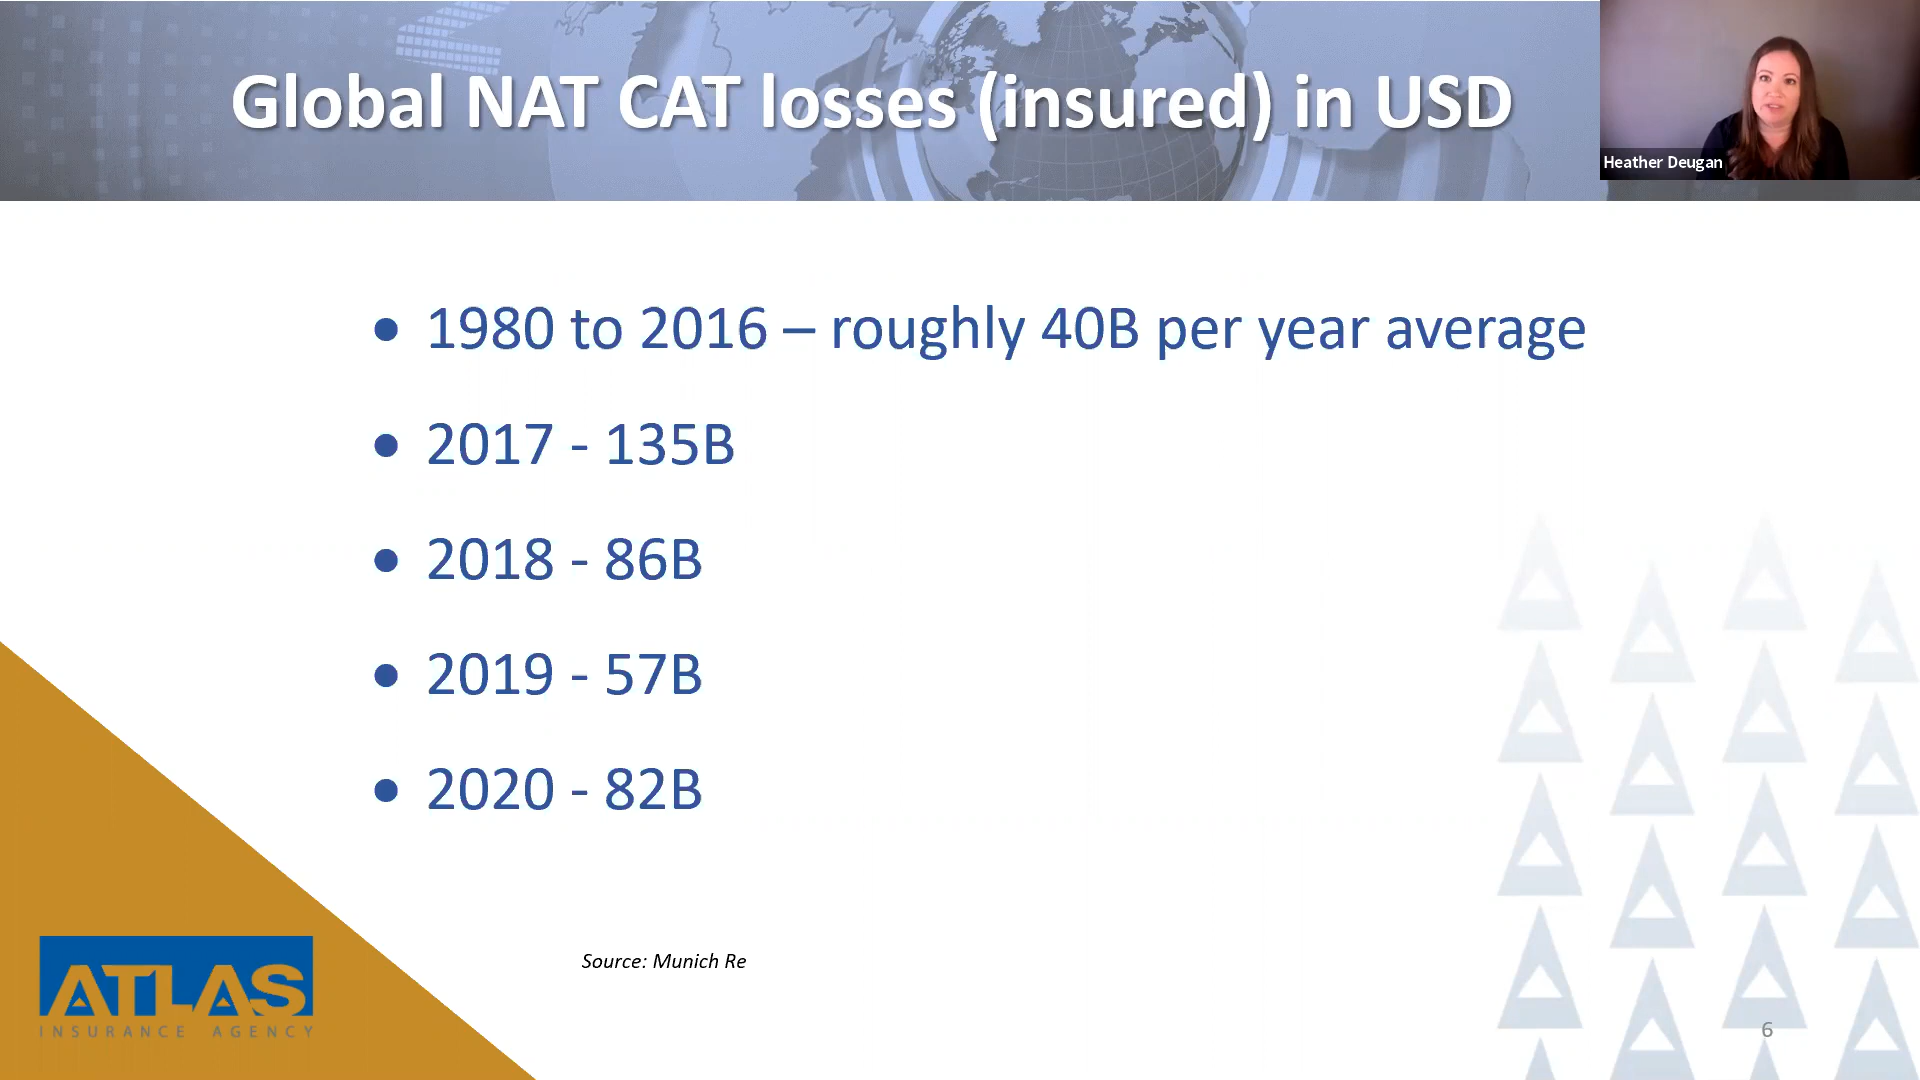 Global NAT CAT losses (insured) in USD
Heather Deugan
• 1980 to 2016 – roughly 40B per year average
• 2017 - 135B
• 2018 - 86B
• 2019 - 57B
• 2020 - 82B
Source: Munich Re
ATLAS
INSURANCE AGENCY
6